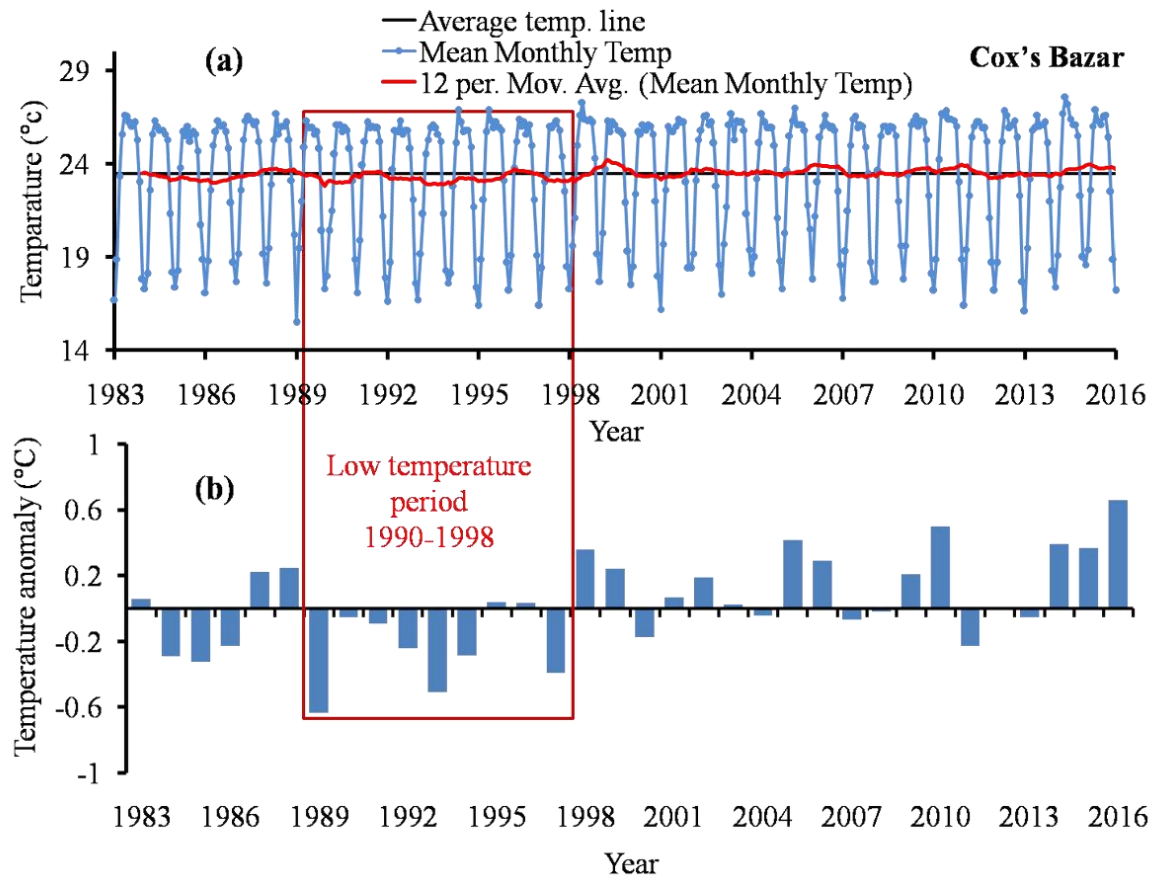 Average temp. line
Mean Monthly Temp
12 per. Mov. Avg. (Mean Monthly Temp)
(a)
Cox's Bazar
Temparature (°c)
29
24
19
14
1983 1986 1989 1992 1995 1998 2001 2004 2007 2010 2013 2016
Year
Temperature anomaly (°C)
(b)
Low temperature
period
1990-1998
1
0.6
0.2
-0.2
-0.6
-1
1983 1986 1989 1992 1995 1998 2001 2004 2007 2010 2013 2016
Year